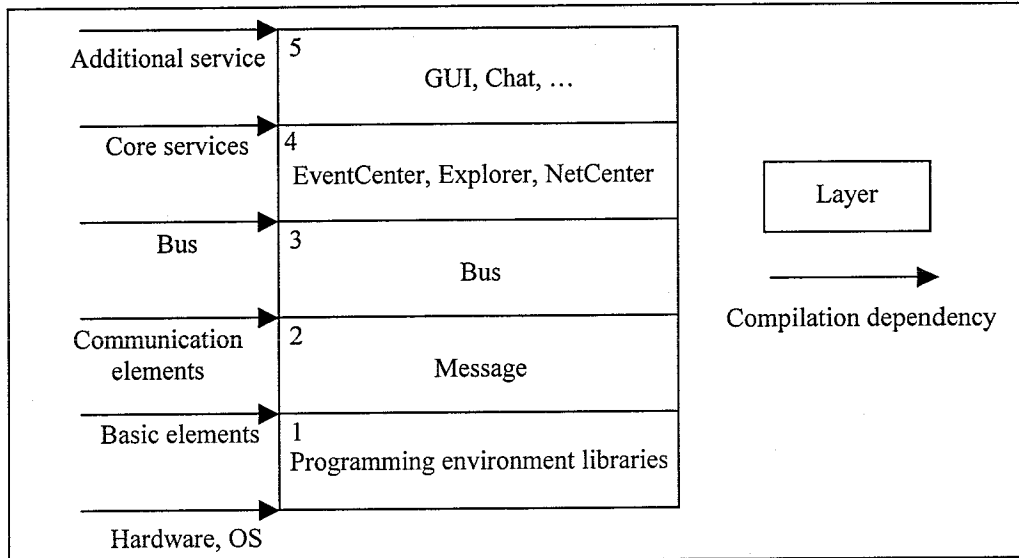 Additional service
5
GUI, Chat, ...
Core services
4
EventCenter, Explorer, NetCenter
Bus
3
Bus
Communication
elements
2
Message
Basic elements
1
Programming environment libraries
Hardware, OS
Layer
Compilation dependency